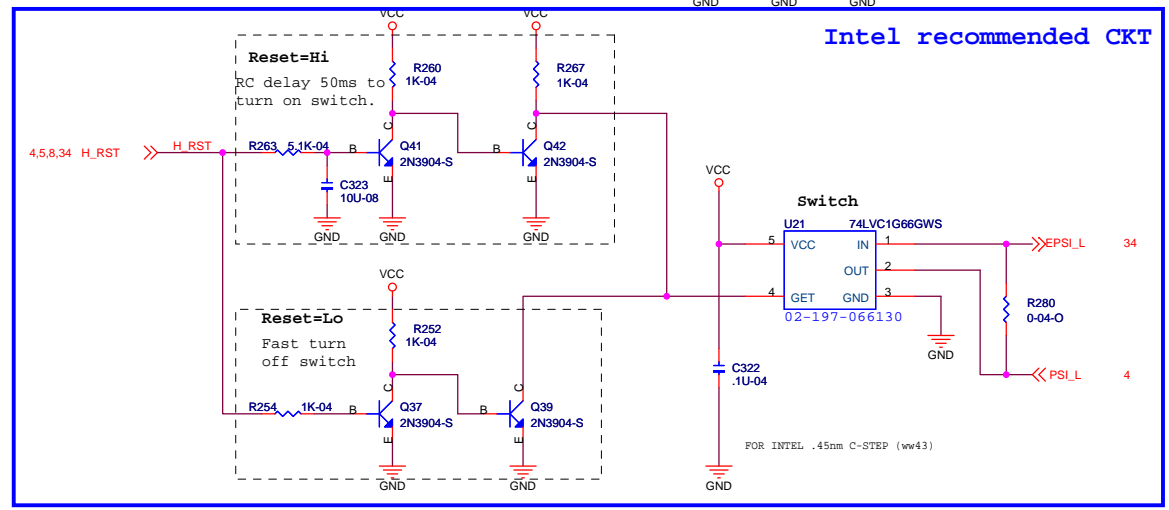 GND GND GND
Intel recommended CKT
VCC VCC
Reset=Hi
RC delay 50ms to
turn on switch.
R260
1K-04
R267
1K-04
4,5,8,34 H_RST
H_RST
R263 5.1K-04
B C E
Q41
2N3904-S
B C E
Q42
2N3904-S
C323
10U-08
GND GND GND
VCC
Switch
U21 74LVC1G66GWS
5 VCC IN 1
OUT 2
4 GET GND 3
02-197-066130
EPSI_L 34
R280
0-04-O
GND
PSI_L 4
C322
.1U-04
GND
FOR INTEL .45nm C-STEP (ww43)
VCC
Reset=Lo
Fast turn
off switch
R252
1K-04
R254 1K-04
B C E
Q37
2N3904-S
B C E
Q39
2N3904-S
GND GND